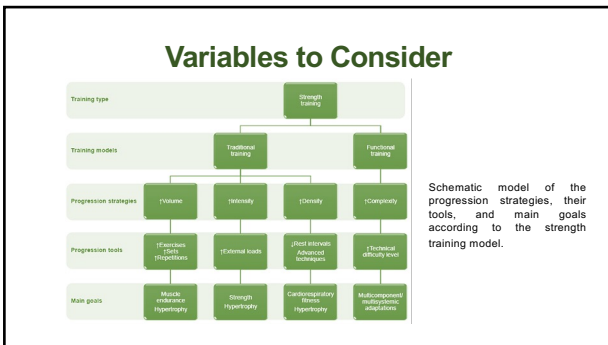 Variables to Consider
Training type
Strength
training
Training models
Traditional
training
Functional
training
Progression strategies
↑Volume
↑Intensity
↑Density
↑Complexity
Progression tools
↑Exercises
↑Sets
↑Repetitions
↑External loads
↓Rest intervals
Advanced
techniques
↑Technical
difficulty level
Main goals
Muscle
endurance
Hypertrophy
Strength
Hypertrophy
Cardiorespiratory
fitness
Hypertrophy
Multicomponent/
multisystemic
adaptations
Schematic model of the
progression strategies, their
tools, and main goals
according to the strength
training model.